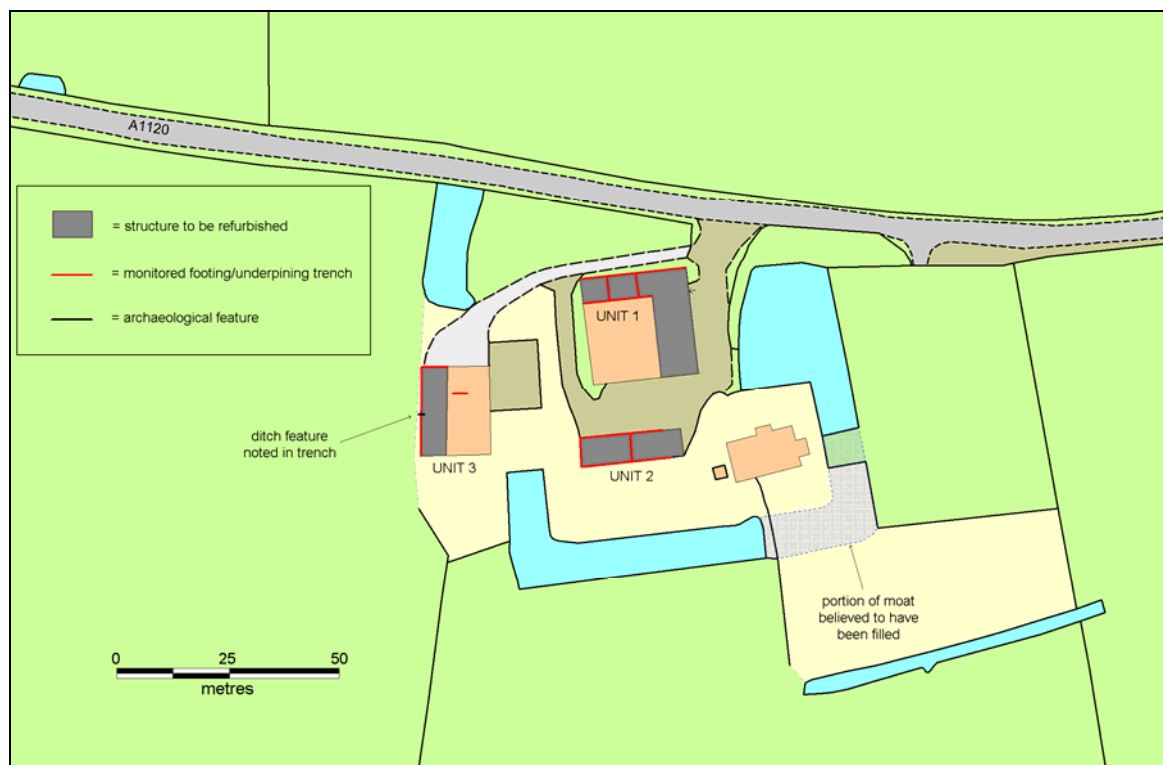 A1120
= structure to be refurbished
= monitored footing/underpining trench
= archaeological feature
UNIT 1
ditch feature
noted in trench
UNIT 3
UNIT 2
portion of moat
believed to have
been filled
0 25 50
metres